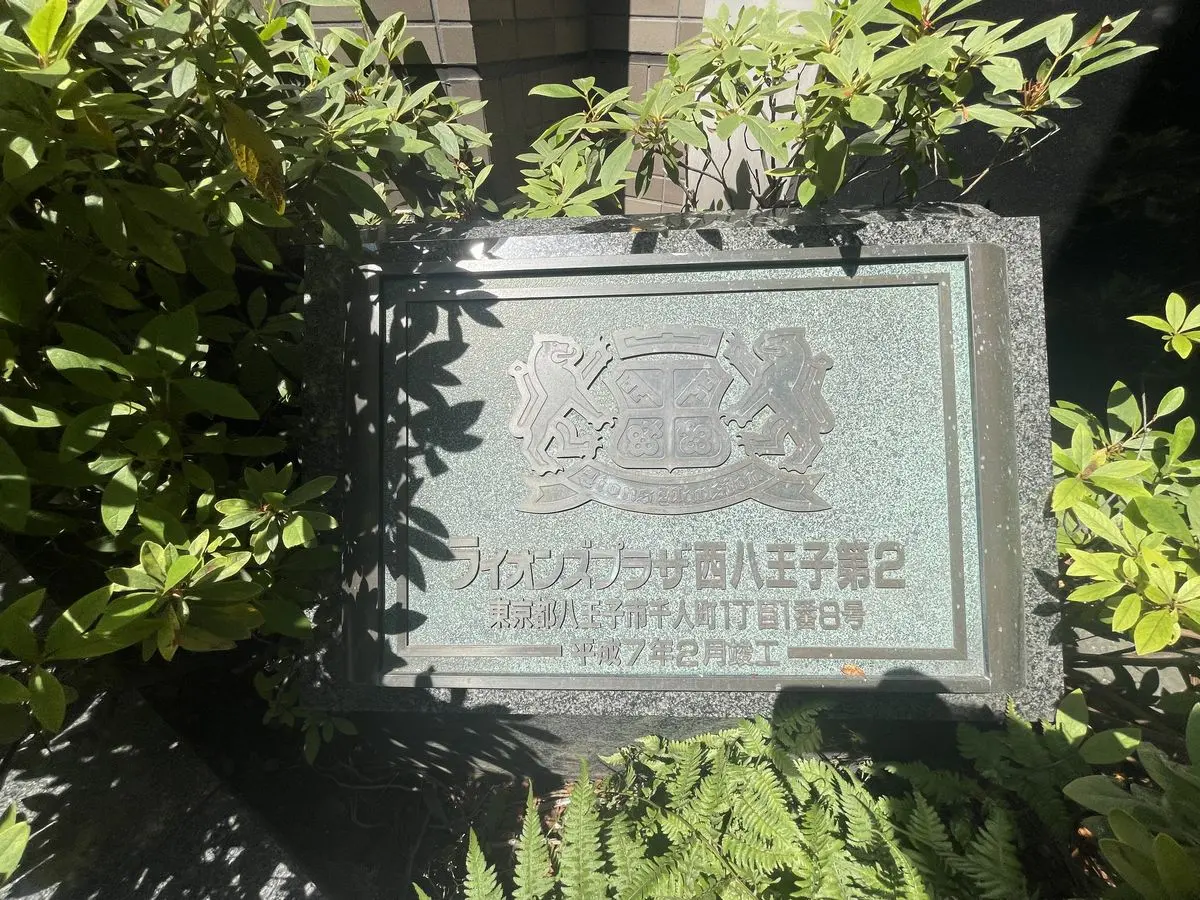 Lions Mansion
ライオンズプラザ西八王子第2
東京都八王子市千人町1丁目1番8号
平成7年2月竣工